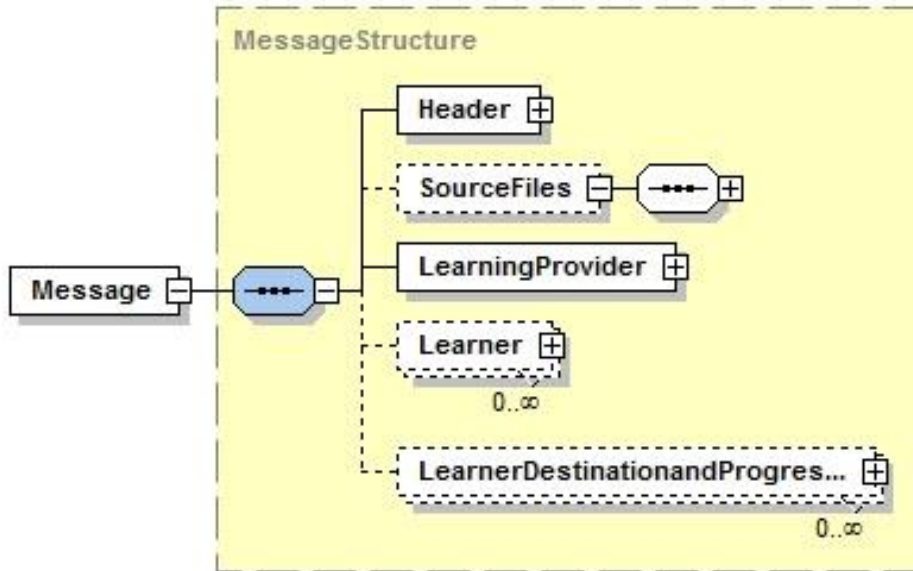 MessageStructure
Header
SourceFiles
LearningProvider
Message
Learner
0..∞
LearnerDestinationandProgres...
0..∞